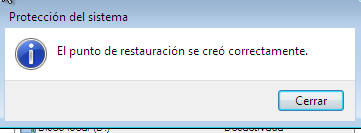 Protección del sistema
El punto de restauración se creó correctamente.
Cerrar